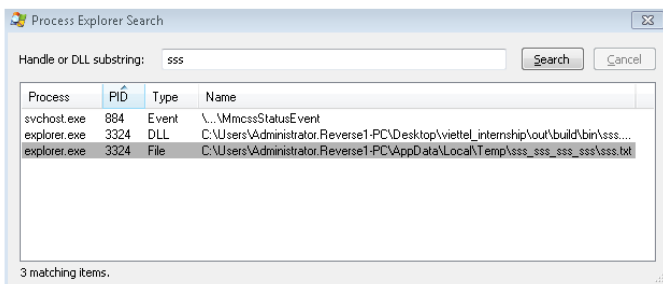 Process Explorer Search
Handle or DLL substring: sss Search Cancel
Process PID Type Name
svchost.exe 884 Event \...\MmcssStatusEvent
explorer.exe 3324 DLL C:\Users\Administrator.Reverse1-PC\Desktop\viettel_internship\out\build\bin\sss....
explorer.exe 3324 File C:\Users\Administrator.Reverse1-PC\AppData\Local\Temp\sss_sss_sss_sss\sss.txt
3 matching items.